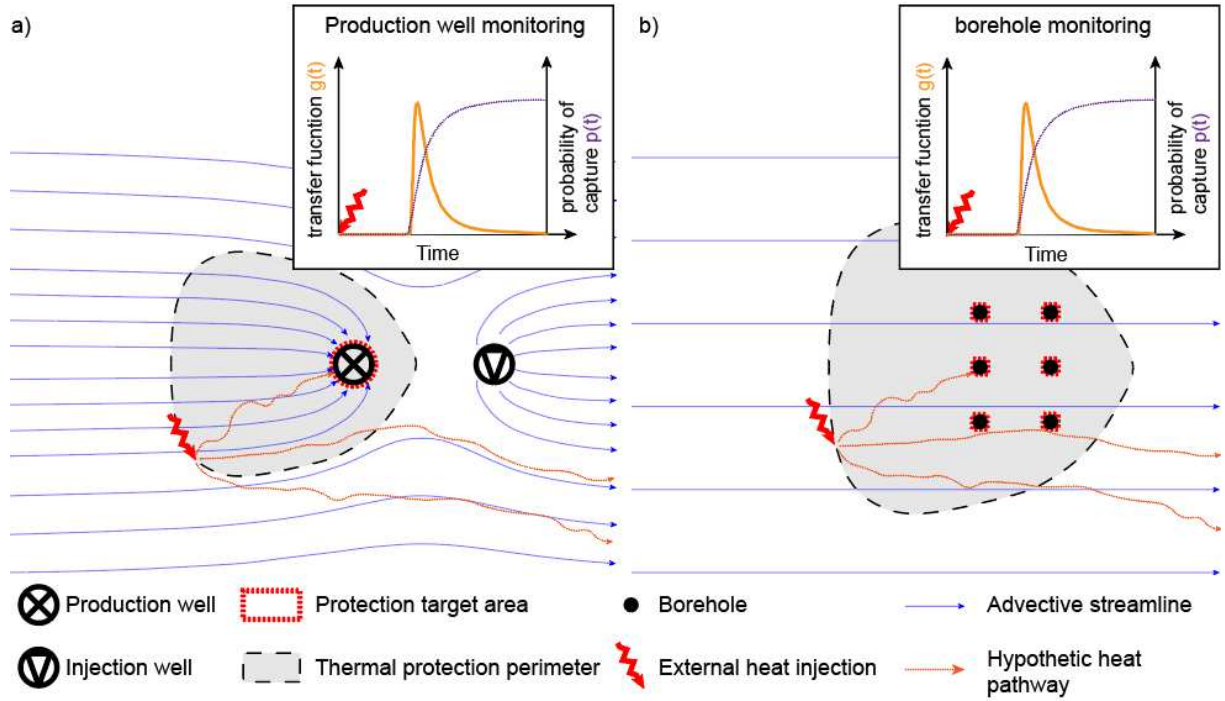 a)
Production well monitoring
transfer fucntion g(t)
probability of
capture p(t)
Time
b)
borehole monitoring
transfer fucntion g(t)
probability of
capture p(t)
Time
Production well
Protection target area
Borehole
Advective streamline
Injection well
Thermal protection perimeter
External heat injection
Hypothetic heat
pathway